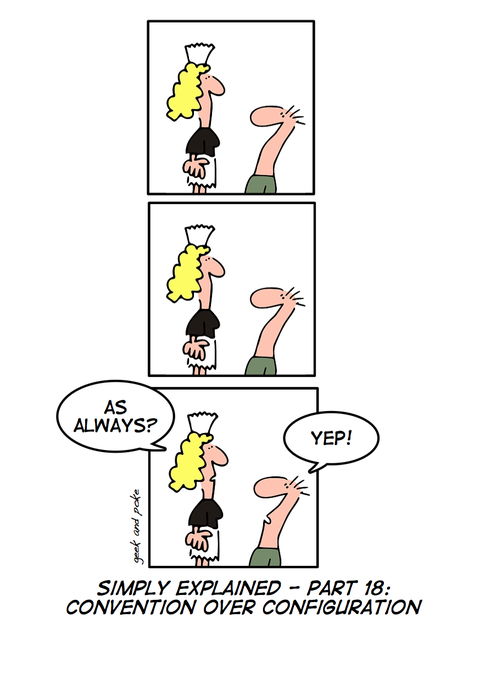 AS
ALWAYS?
YEP!
geek and poke
SIMPLY EXPLAINED - PART 18:
CONVENTION OVER CONFIGURATION